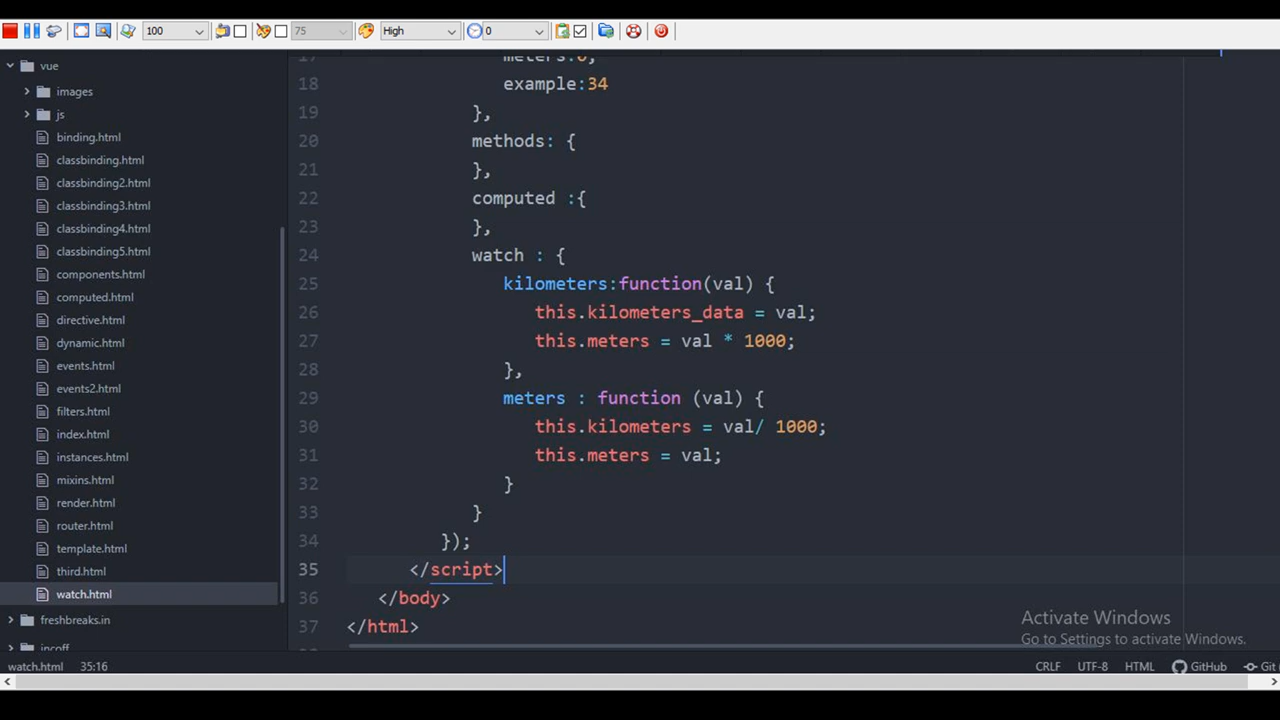 100
75
High
0
vue
images
js
binding.html
classbinding.html
classbinding2.html
classbinding3.html
classbinding4.html
classbinding5.html
components.html
computed.html
directive.html
dynamic.html
events.html
events2.html
filters.html
index.html
instances.html
mixins.html
render.html
router.html
template.html
third.html
watch.html
freshbreaks.in
17 meters:0,
18 example:34
19 },
20 methods: {
21 },
22 computed :{
23 },
24 watch : {
25 kilometers:function(val) {
26 this.kilometers_data = val;
27 this.meters = val * 1000;
28 },
29 meters : function (val) {
30 this.kilometers = val/ 1000;
31 this.meters = val;
32 }
33 }
34 });
35 </script>
36 </body>
37 </html>
Activate Windows
Go to Settings to activate Windows.
watch.html 35:16
CRLF UTF-8 HTML GitHub Git